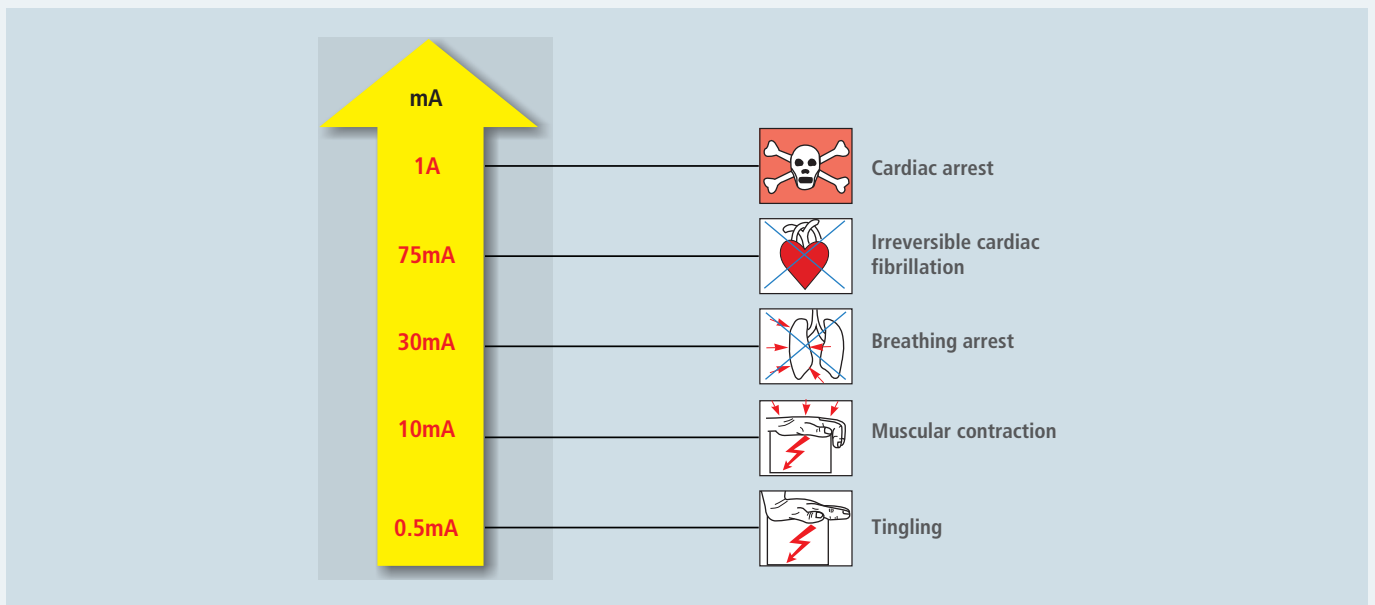 mA
1A
Cardiac arrest
75mA
Irreversible cardiac
fibrillation
30mA
Breathing arrest
10mA
Muscular contraction
0.5mA
Tingling